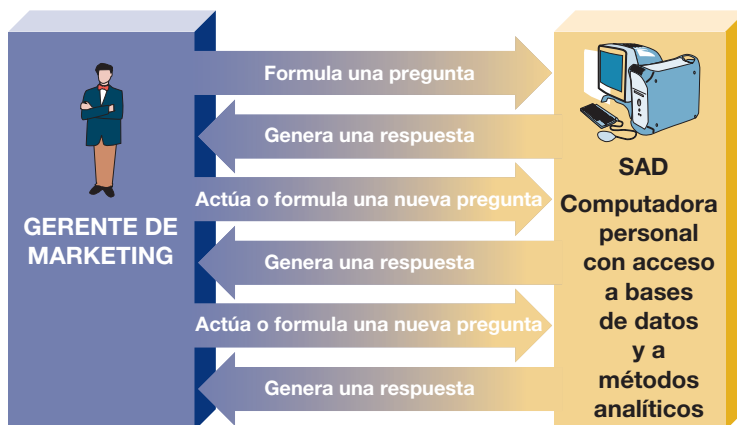 GERENTE DE
MARKETING
Formula una pregunta
Genera una respuesta
Actúa o formula una nueva pregunta
Genera una respuesta
Actúa o formula una nueva pregunta
Genera una respuesta
SAD
Computadora
personal
con acceso
a bases
de datos
y a
métodos
analíticos